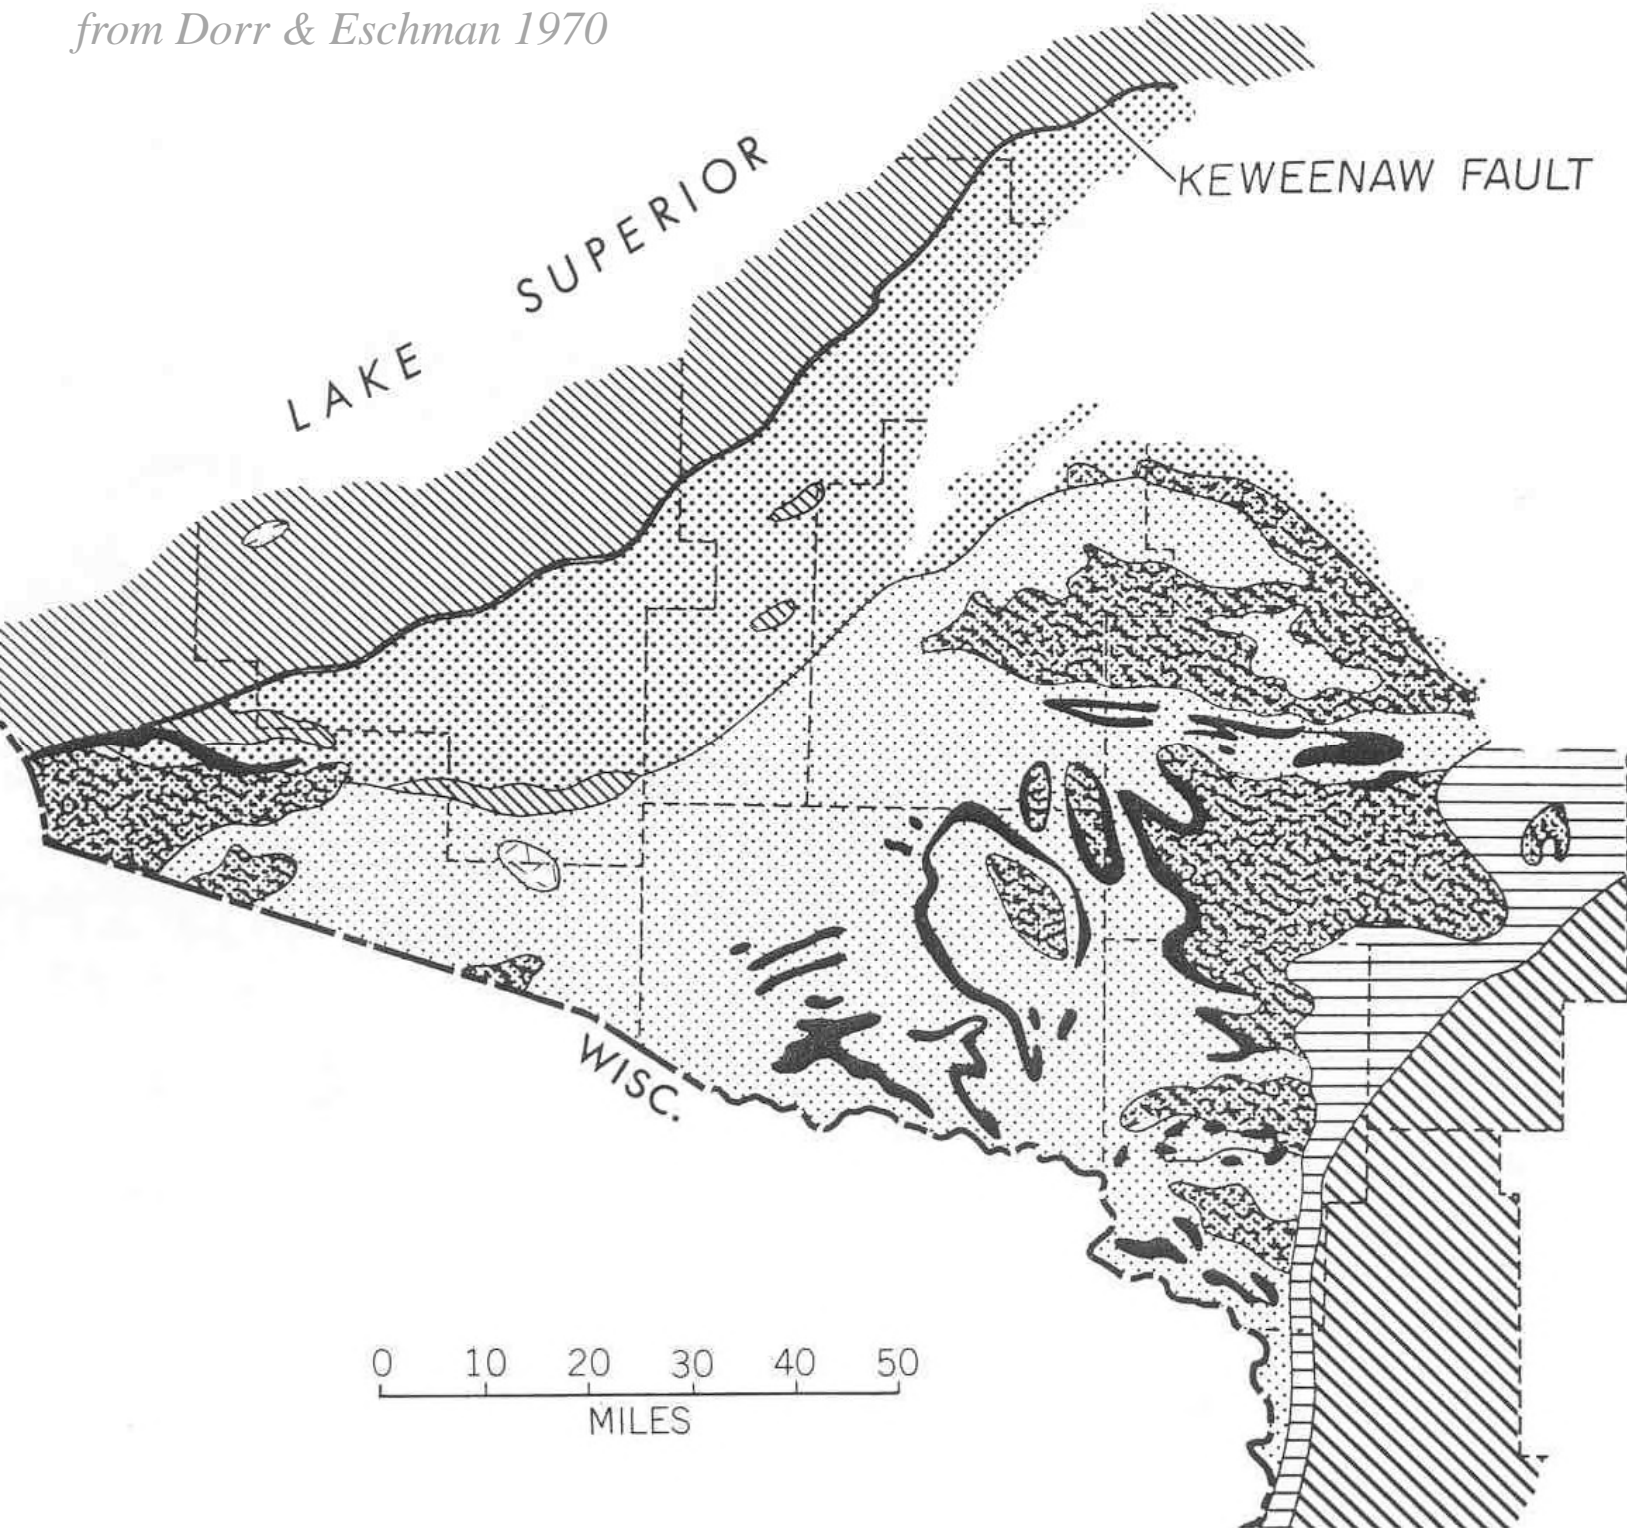 from Dorr & Eschman 1970
LAKE SUPERIOR
KEWEENAW FAULT
WISC.
0 10 20 30 40 50
MILES